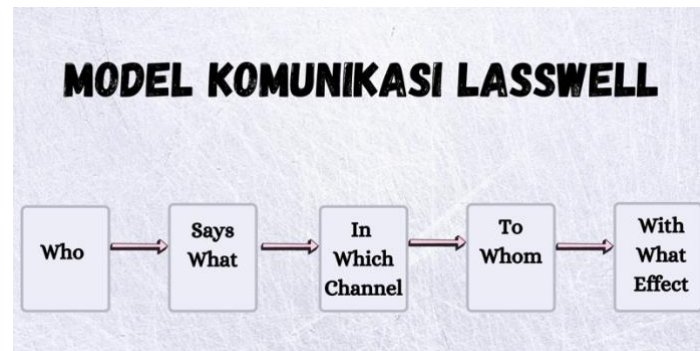 MODEL KOMUNIKASI LASSWELL
Who
Says
What
In
Which
Channel
To
Whom
With
What
Effect